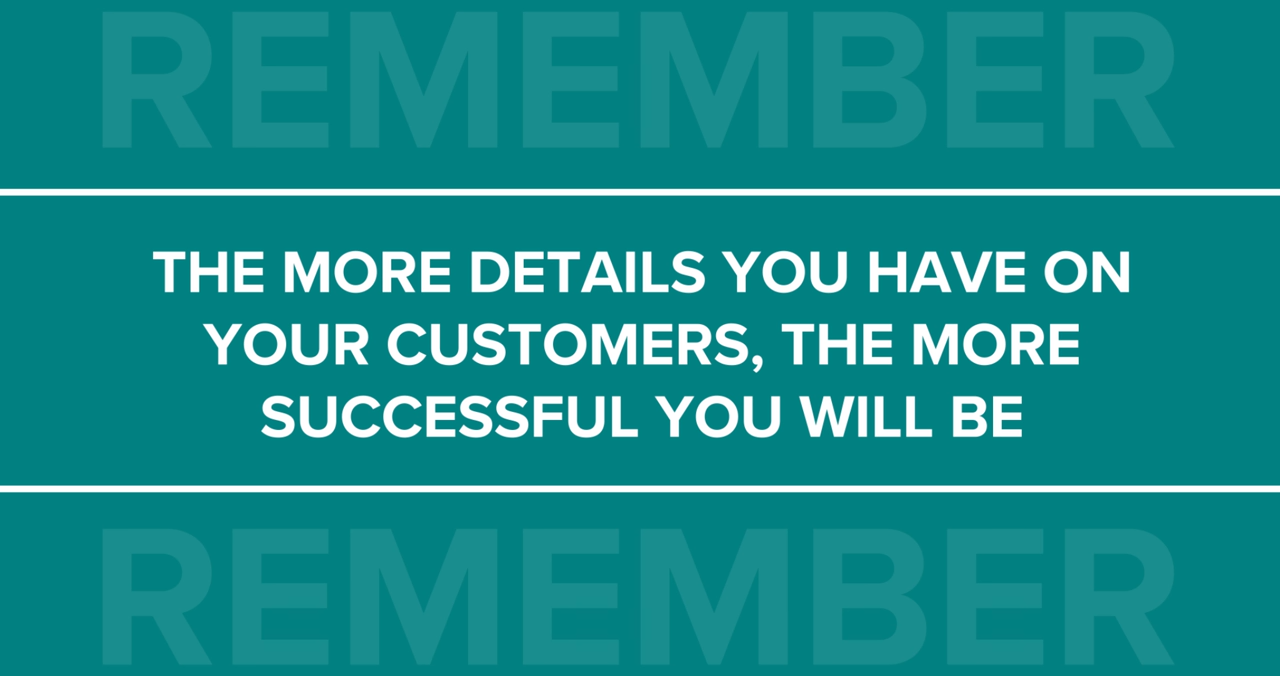 REMEMBER
THE MORE DETAILS YOU HAVE ON
YOUR CUSTOMERS, THE MORE
SUCCESSFUL YOU WILL BE
REMEMBER